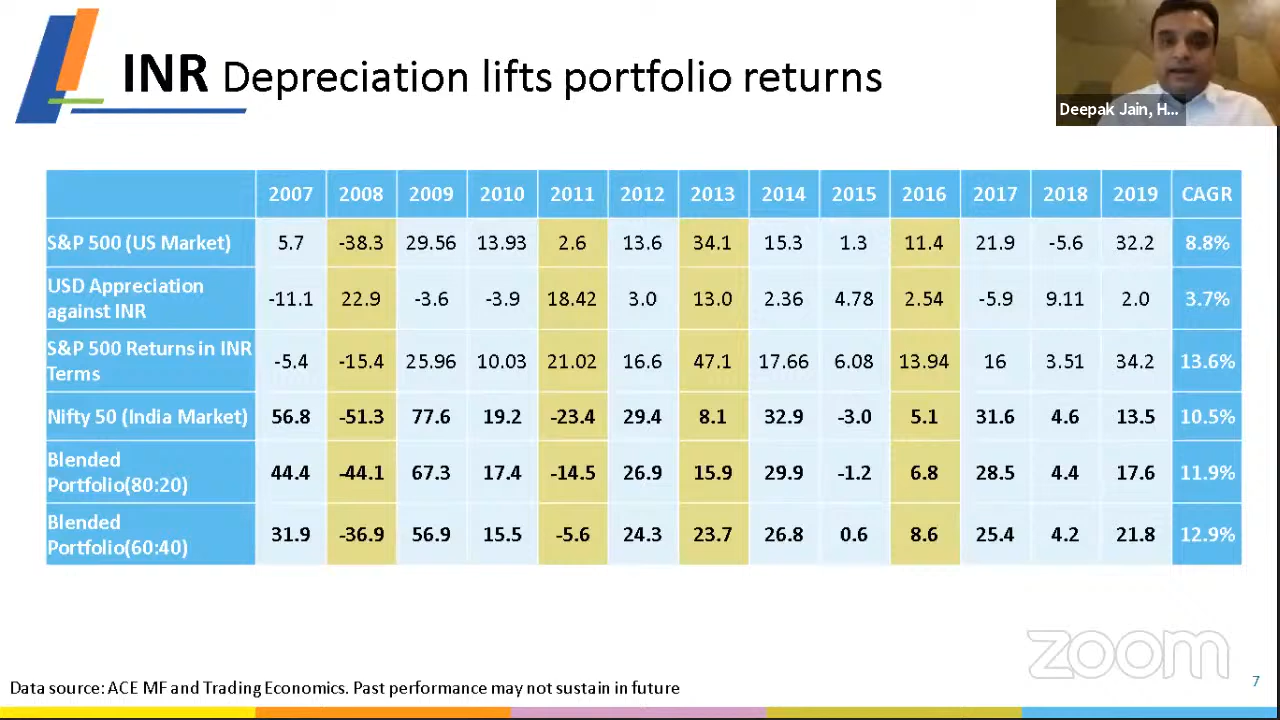 INR Depreciation lifts portfolio returns
Deepak Jain, H...
2007 2008 2009 2010 2011 2012 2013 2014 2015 2016 2017 2018 2019 CAGR
S&P 500 (US Market) 5.7 -38.3 29.56 13.93 2.6 13.6 34.1 15.3 1.3 11.4 21.9 -5.6 32.2 8.8%
USD Appreciation
against INR -11.1 22.9 -3.6 -3.9 18.42 3.0 13.0 2.36 4.78 2.54 -5.9 9.11 2.0 3.7%
S&P 500 Returns in INR
Terms -5.4 -15.4 25.96 10.03 21.02 16.6 47.1 17.66 6.08 13.94 16 3.51 34.2 13.6%
Nifty 50 (India Market) 56.8 -51.3 77.6 19.2 -23.4 29.4 8.1 32.9 -3.0 5.1 31.6 4.6 13.5 10.5%
Blended
Portfolio(80:20) 44.4 -44.1 67.3 17.4 -14.5 26.9 15.9 29.9 -1.2 6.8 28.5 4.4 17.6 11.9%
Blended
Portfolio(60:40) 31.9 -36.9 56.9 15.5 -5.6 24.3 23.7 26.8 0.6 8.6 25.4 4.2 21.8 12.9%
zoom
Data source: ACE MF and Trading Economics. Past performance may not sustain in future
7